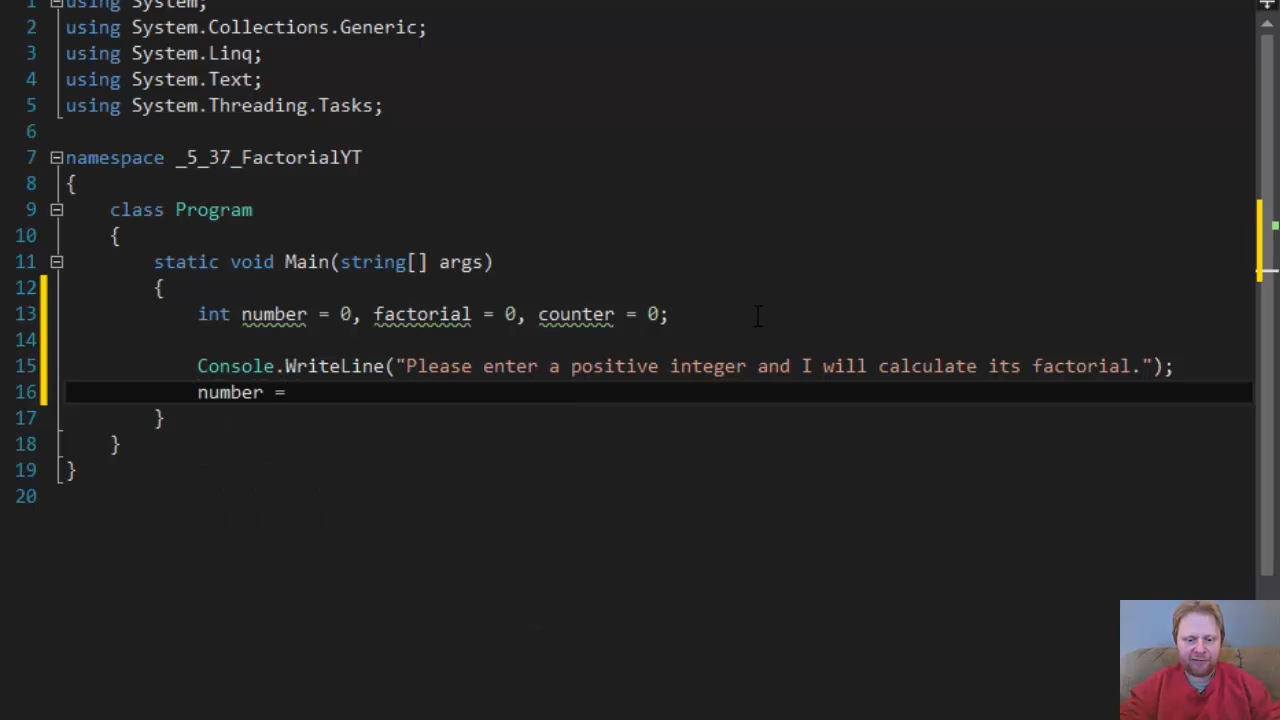 1 using System;
2 using System.Collections.Generic;
3 using System.Linq;
4 using System.Text;
5 using System.Threading.Tasks;
6
7 namespace _5_37_FactorialYT
8 {
9 class Program
10 {
11 static void Main(string[] args)
12 {
13 int number = 0, factorial = 0, counter = 0;
14
15 Console.WriteLine("Please enter a positive integer and I will calculate its factorial.");
16 number =
17 }
18 }
19 }
20